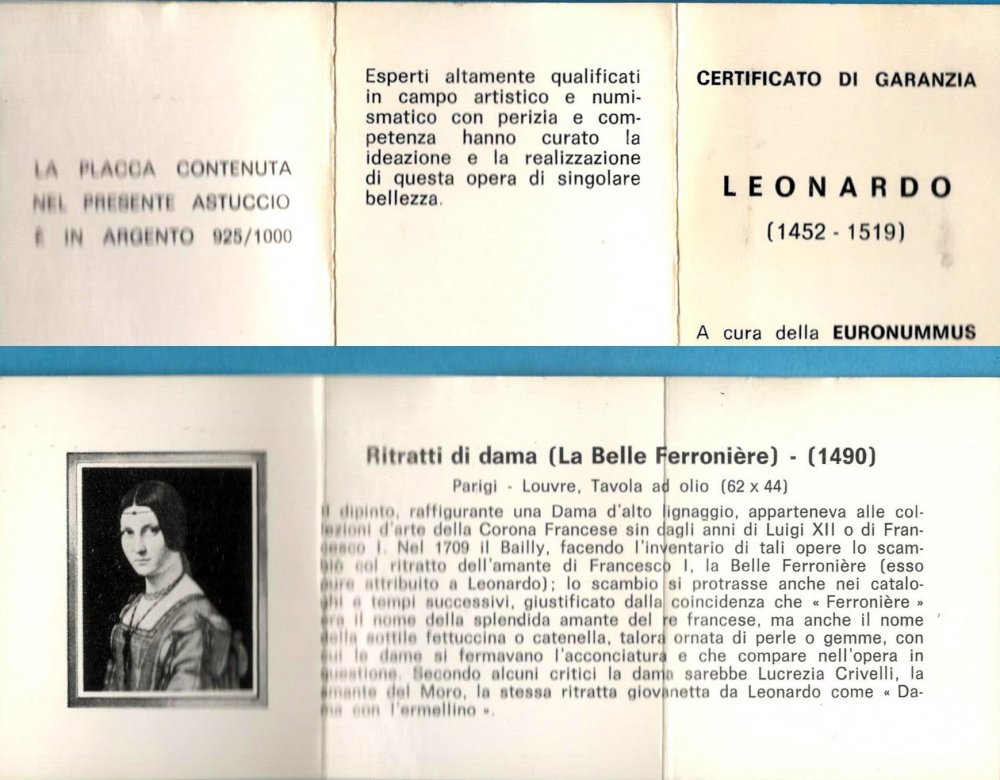 LA PLACCA CONTENUTA
NEL PRESENTE ASTUCCIO
È IN ARGENTO 925/1000
Esperti altamente qualificati
in campo artistico e numi-
smatico con perizia e com-
petenza hanno curato la
ideazione e la realizzazione
di questa opera di singolare
bellezza.
CERTIFICATO DI GARANZIA
LEONARDO
(1452 - 1519)
A cura della EURONUMMUS
Ritratti di dama (La Belle Ferronière) - (1490)
Parigi - Louvre, Tavola ad olio (62 x 44)
Il dipinto, raffigurante una Dama d'alto lignaggio, apparteneva alle col-
lezioni d'arte della Corona Francese sin dagli anni di Luigi XII o di Fran-
cesco I. Nel 1709 il Bailly, facendo l'inventario di tali opere lo scam-
biò col ritratto dell'amante di Francesco I, la Belle Ferronière (esso
pure attribuito a Leonardo); lo scambio si protrasse anche nei catalo-
ghi e tempi successivi, giustificato dalla coincidenza che « Ferronière »
era il nome della splendida amante del re francese, ma anche il nome
della sottile fettuccina o catenella, talora ornata di perle o gemme, con
cui le dame si fermavano l'acconciatura e che compare nell'opera in
questione. Secondo alcuni critici la dama sarebbe Lucrezia Crivelli, la
amante del Moro, la stessa ritratta giovanetta da Leonardo come « Da-
ma con l'ermellino ».